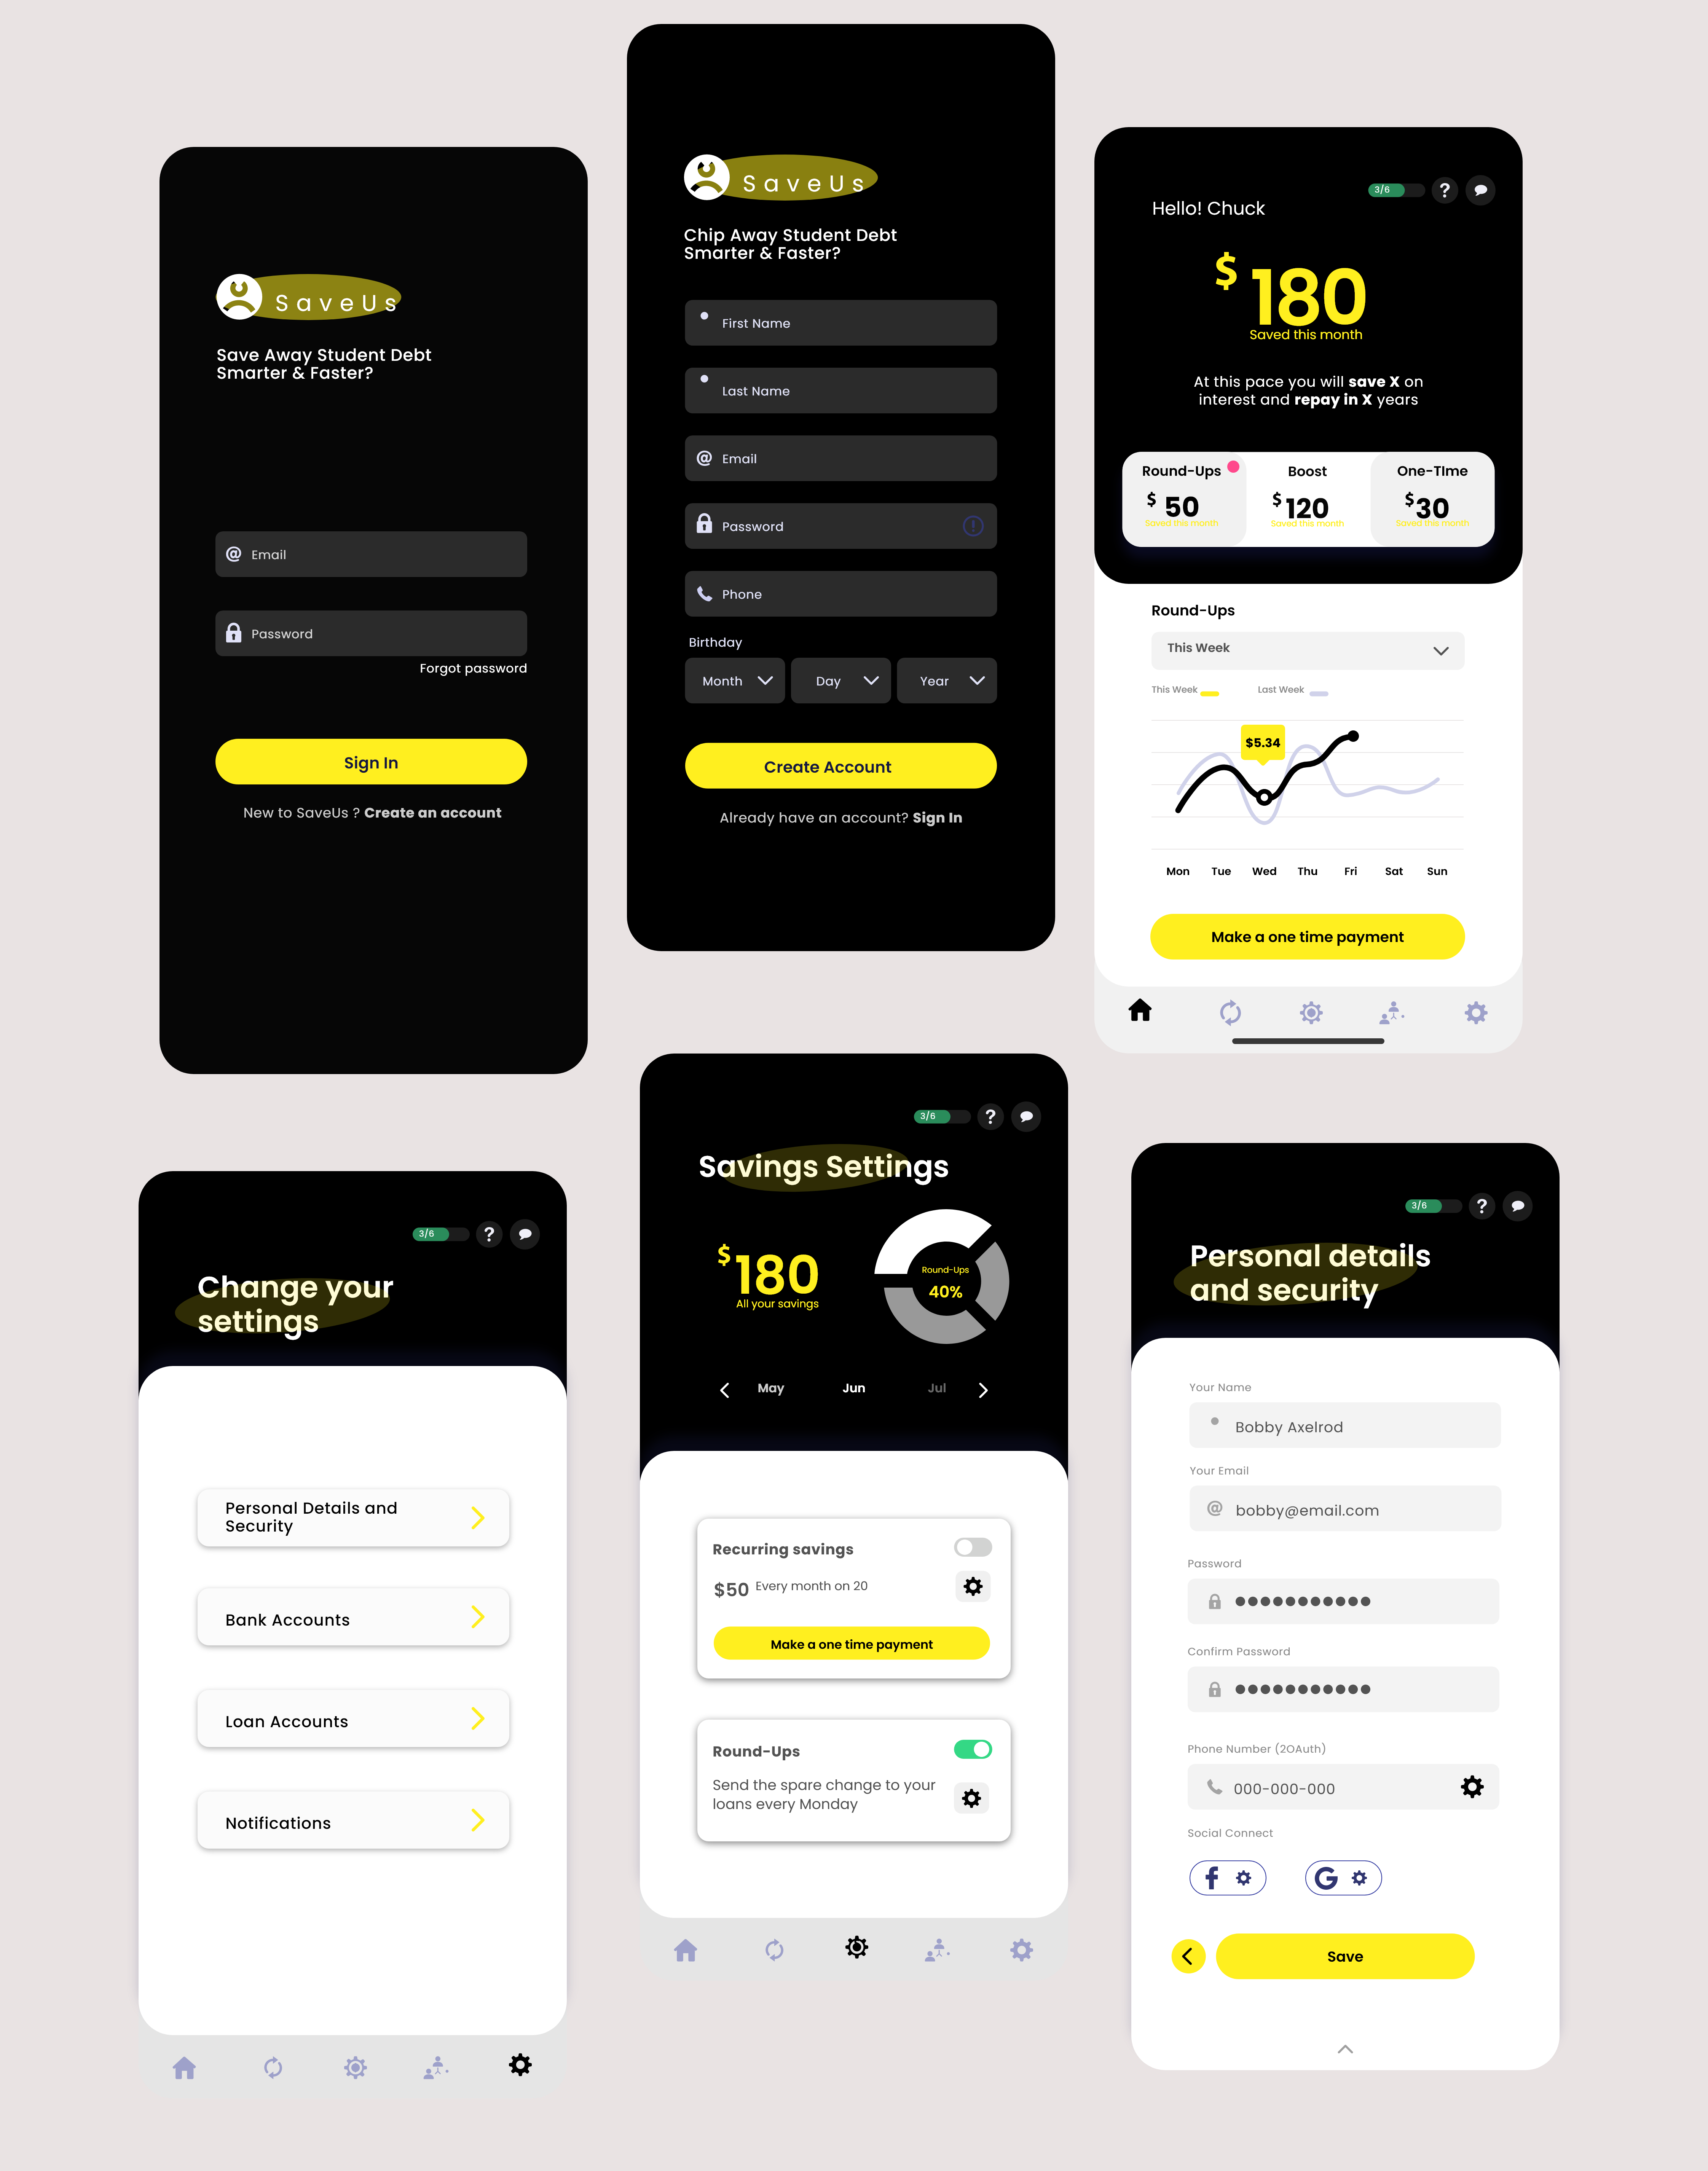 SaveUs
Save Away Student Debt
Smarter & Faster?
@ Email
Password
Forgot password
Sign In
New to SaveUs ? Create an account
SaveUs
Chip Away Student Debt
Smarter & Faster?
First Name
Last Name
@ Email
Password
Phone
Birthday
Month Day Year
Create Account
Already have an account? Sign In
3/6 ?
Hello! Chuck
$ 180
Saved this month
At this pace you will save X on
interest and repay in X years
Round-Ups Boost One-TIme
$ 50 $ 120 $ 30
Saved this month Saved this month Saved this month
Round-Ups
This Week
This Week Last Week
$5.34
Mon Tue Wed Thu Fri Sat Sun
Make a one time payment
3/6 ?
Change your
settings
Personal Details and
Security
Bank Accounts
Loan Accounts
Notifications
3/6 ?
Savings Settings
$ 180
All your savings
Round-Ups
40%
May Jun Jul
Recurring savings
$50 Every month on 20
Make a one time payment
Round-Ups
Send the spare change to your
loans every Monday
3/6 ?
Personal details
and security
Your Name
Bobby Axelrod
Your Email
@ bobby@email.com
Password
Confirm Password
Phone Number (2OAuth)
000-000-000
Social Connect
f G
Save